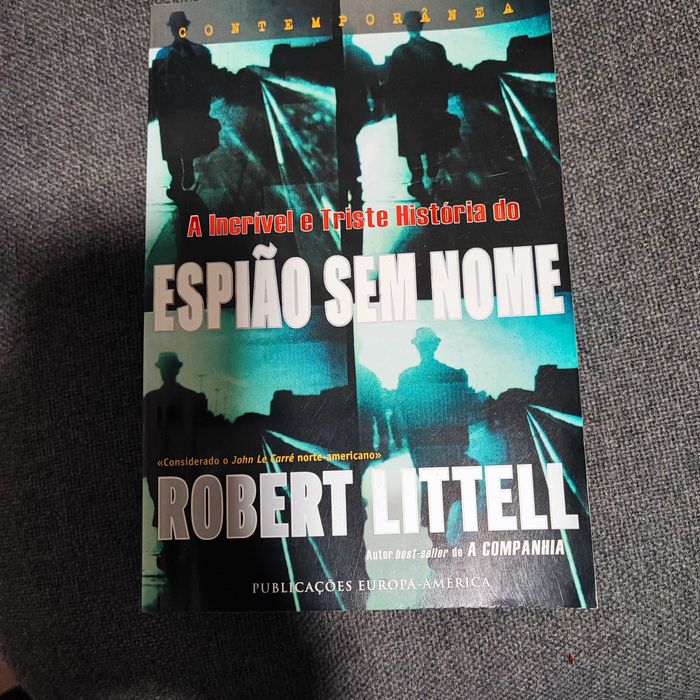 CONTEMPORÂNEA
A Incrível e Triste História do
ESPIÃO SEM NOME
«Considerado o John Le Carré norte-americano»
ROBERT LITTELL
Autor best-seller de A COMPANHIA
PUBLICAÇÕES EUROPA-AMÉRICA